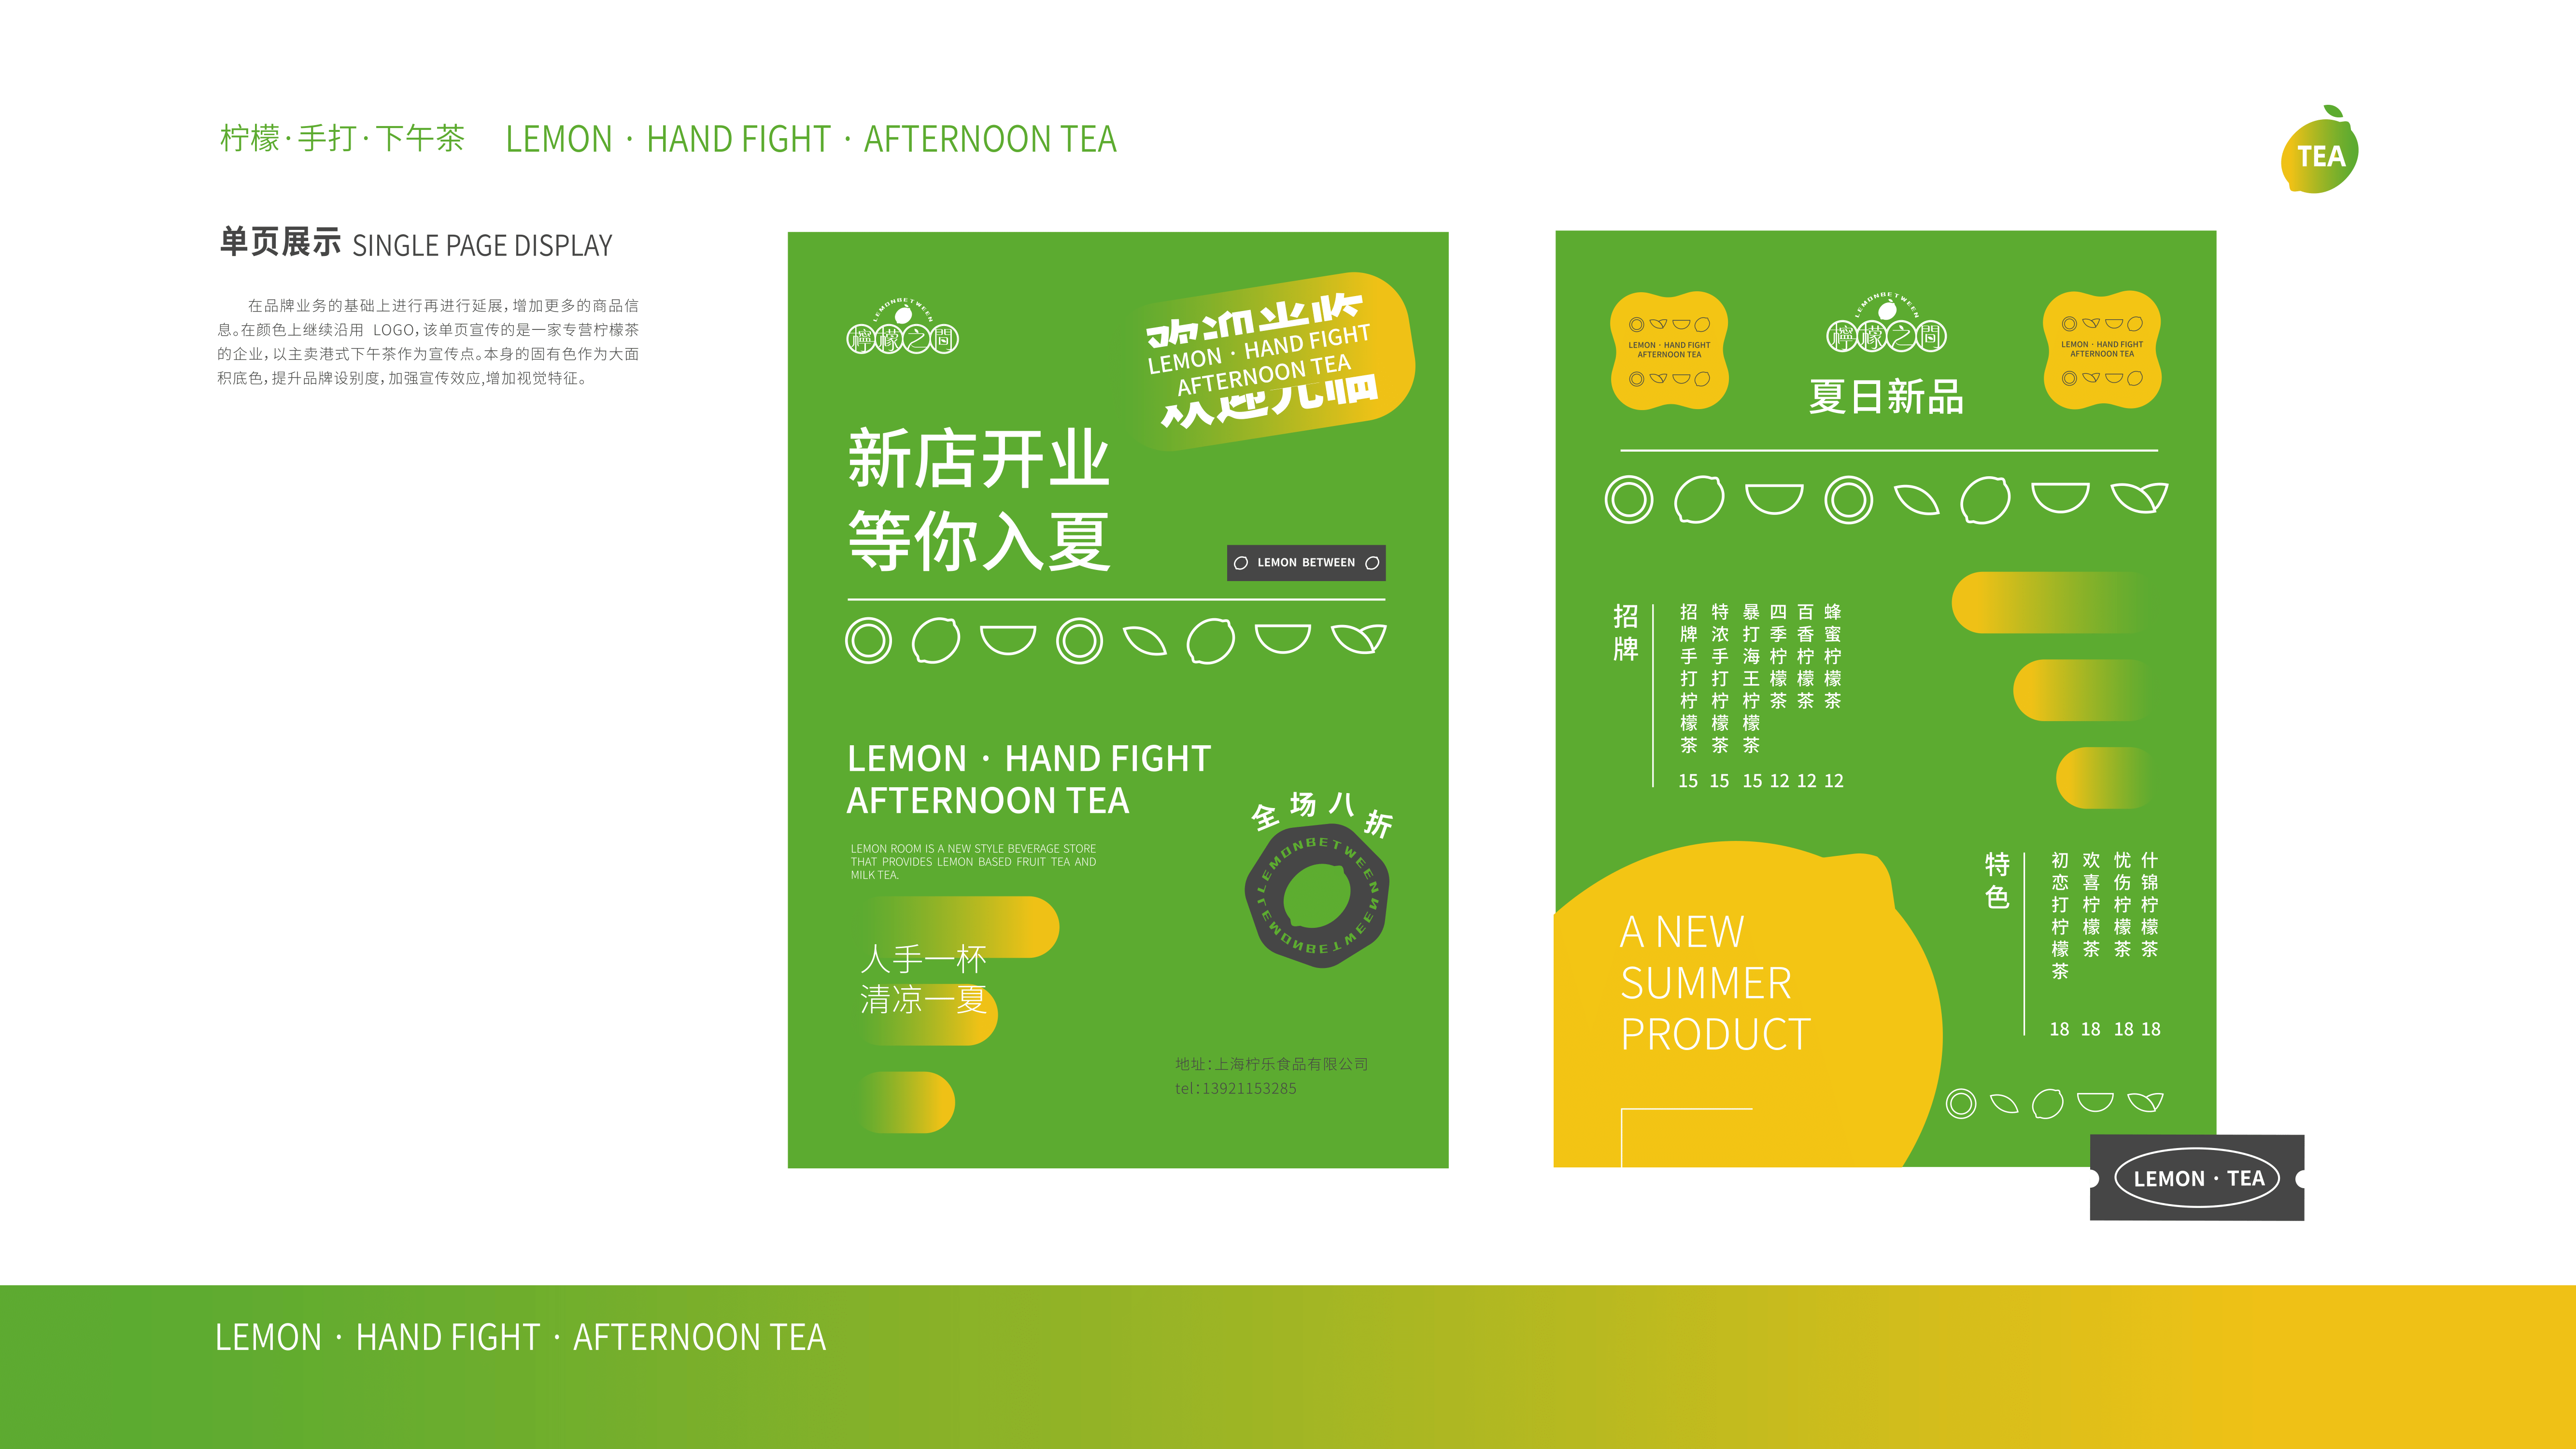 柠檬·手打·下午茶 LEMON · HAND FIGHT · AFTERNOON TEA
TEA
单页展示 SINGLE PAGE DISPLAY
在品牌业务的基础上进行再进行延展,增加更多的商品信
息。在颜色上继续沿用 LOGO,该单页宣传的是一家专营柠檬茶
的企业,以主卖港式下午茶作为宣传点。本身的固有色作为大面
积底色,提升品牌设别度,加强宣传效应,增加视觉特征。
LEMONBETWEEN
檸檬之間
欢迎光临
LEMON · HAND FIGHT
AFTERNOON TEA
欢迎光临
新店开业
等你入夏
LEMON BETWEEN
LEMON · HAND FIGHT
AFTERNOON TEA
LEMON ROOM IS A NEW STYLE BEVERAGE STORE
THAT PROVIDES LEMON BASED FRUIT TEA AND
MILK TEA.
全场八折
LEMONBETWEEN
LEMONBETWEEN
人手一杯
清凉一夏
地址:上海柠乐食品有限公司
tel:13921153285
LEMON · HAND FIGHT
AFTERNOON TEA
LEMONBETWEEN
檸檬之間
夏日新品
LEMON · HAND FIGHT
AFTERNOON TEA
招牌
招牌手打柠檬茶 15
特浓手打柠檬茶 15
暴打海王柠檬茶 15
四季柠檬茶 12
百香柠檬茶 12
蜂蜜柠檬茶 12
特色
初恋打柠檬茶 18
欢喜柠檬茶 18
忧伤柠檬茶 18
什锦柠檬茶 18
A NEW
SUMMER
PRODUCT
LEMON · TEA
LEMON · HAND FIGHT · AFTERNOON TEA